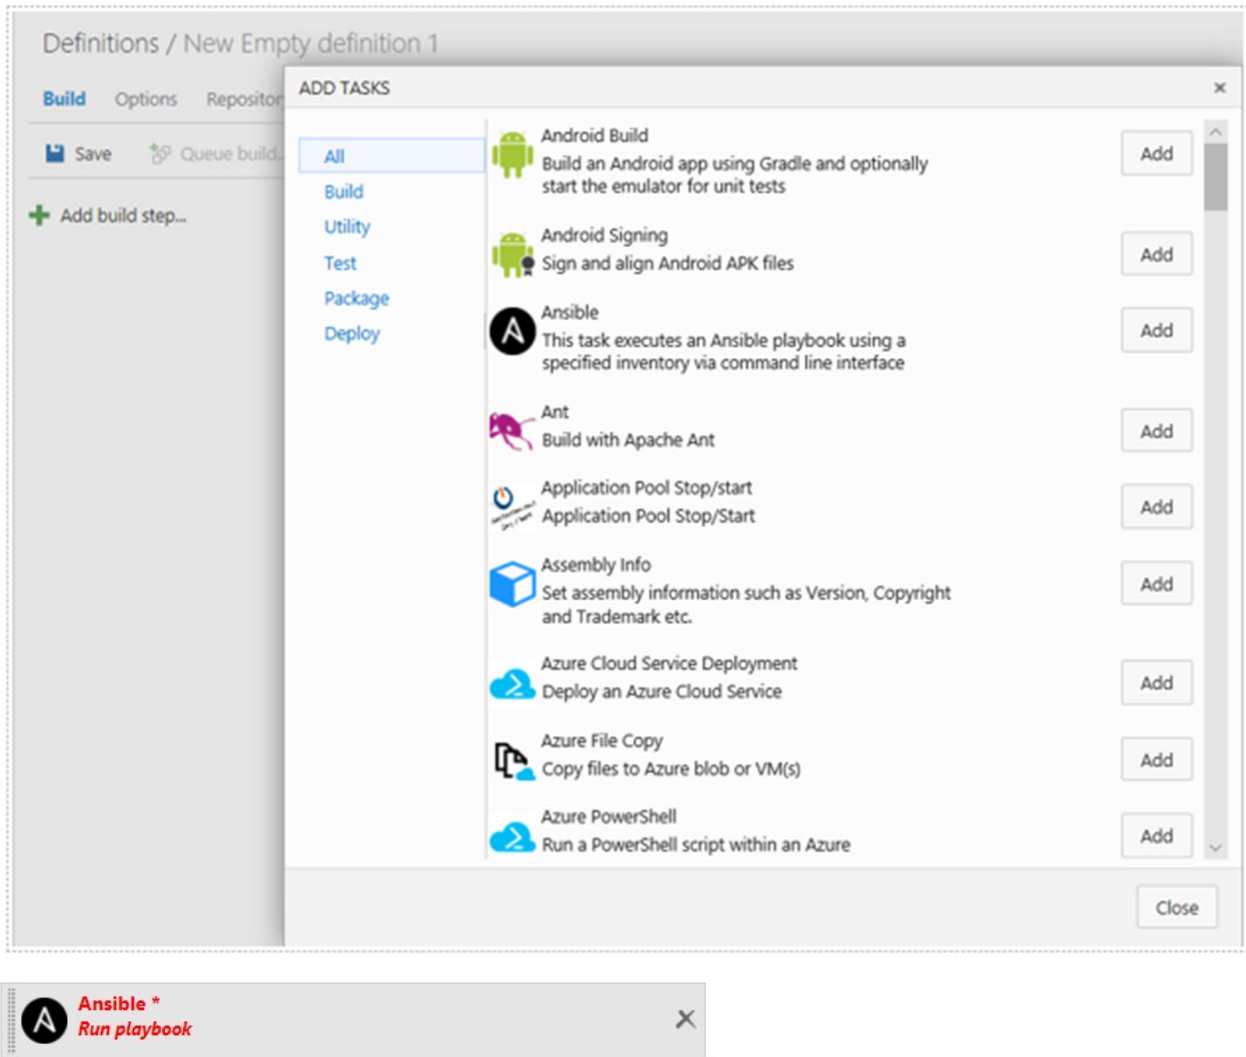 Definitions / New Empty definition 1
Build Options Repositor
Save Queue build...
Add build step...
ADD TASKS
All
Build
Utility
Test
Package
Deploy
Android Build
Build an Android app using Gradle and optionally
start the emulator for unit tests
Add
Android Signing
Sign and align Android APK files
Add
Ansible
This task executes an Ansible playbook using a
specified inventory via command line interface
Add
Ant
Build with Apache Ant
Add
Application Pool Stop/start
Application Pool Stop/Start
Add
Assembly Info
Set assembly information such as Version, Copyright
and Trademark etc.
Add
Azure Cloud Service Deployment
Deploy an Azure Cloud Service
Add
Azure File Copy
Copy files to Azure blob or VM(s)
Add
Azure PowerShell
Run a PowerShell script within an Azure
Add
Close
Ansible *
Run playbook